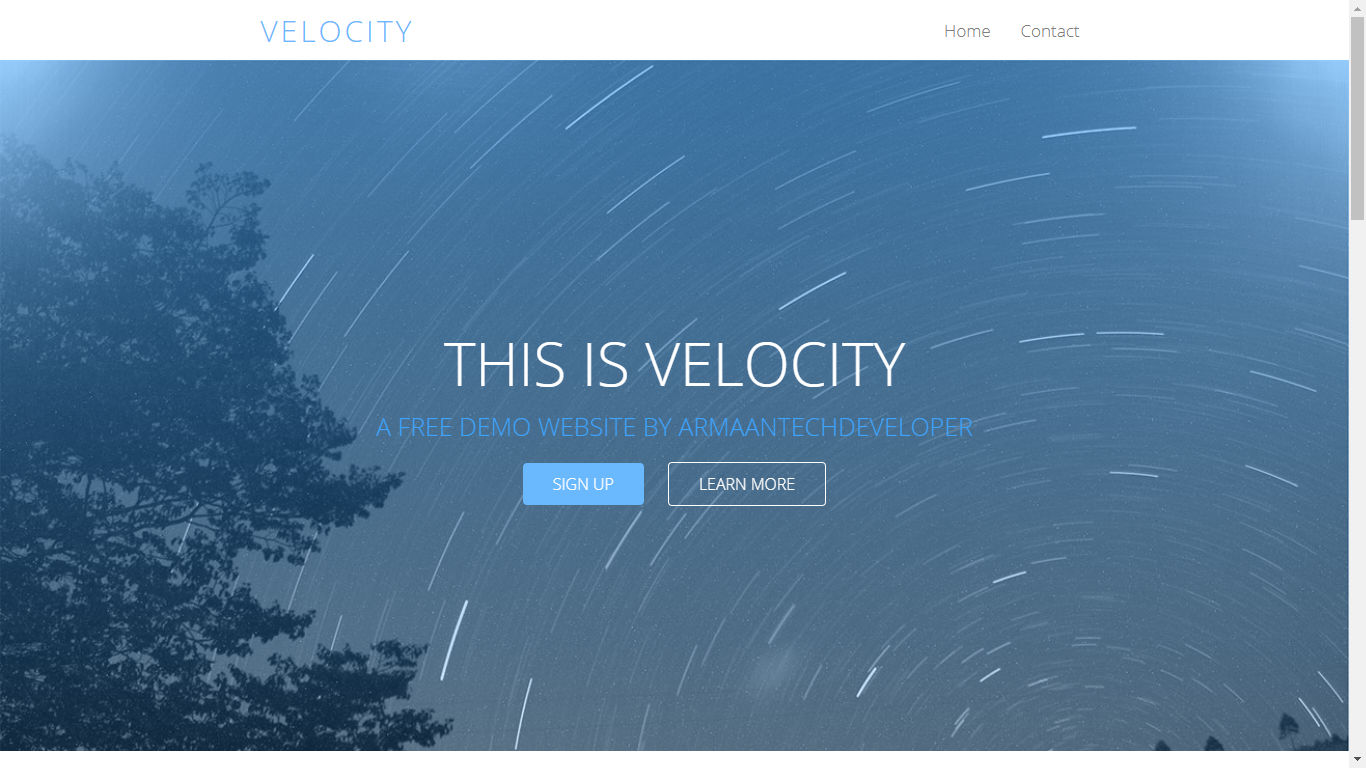 VELOCITY
Home Contact
THIS IS VELOCITY
A FREE DEMO WEBSITE BY ARMAANTECHDEVELOPER
SIGN UP LEARN MORE